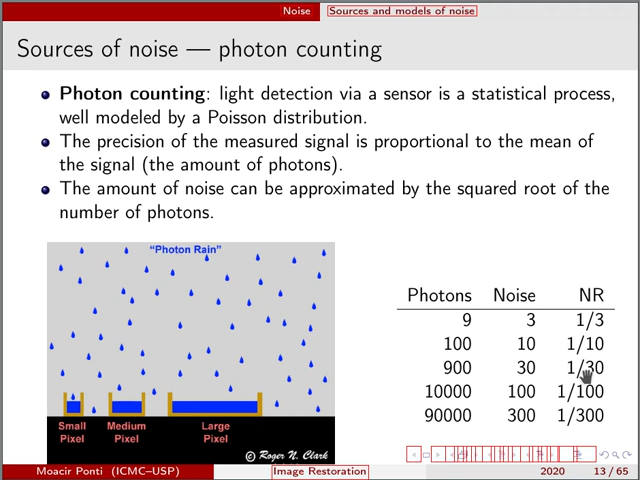 Noise Sources and models of noise
Sources of noise — photon counting
Photon counting: light detection via a sensor is a statistical process,
well modeled by a Poisson distribution.
The precision of the measured signal is proportional to the mean of
the signal (the amount of photons).
The amount of noise can be approximated by the squared root of the
number of photons.
“Photon Rain”
Small Pixel
Medium Pixel
Large Pixel
© Roger N. Clark
Photons Noise NR
9 3 1/3
100 10 1/10
900 30 1/30
10000 100 1/100
90000 300 1/300
Moacir Ponti (ICMC–USP) Image Restoration 2020 13 / 65